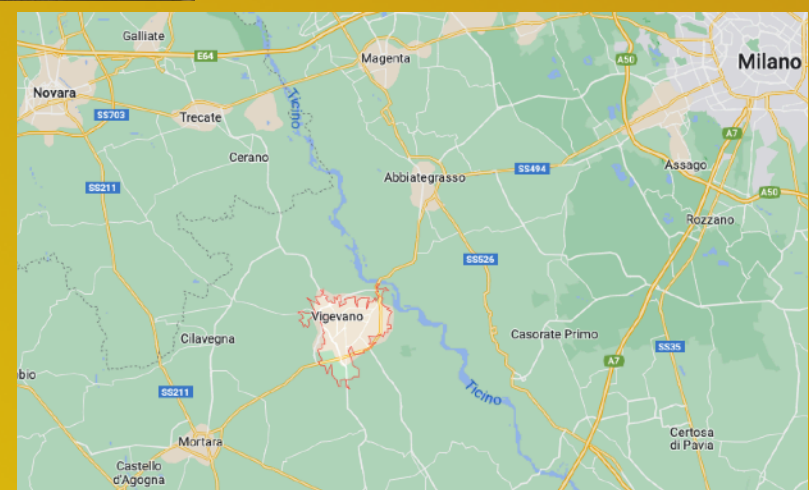 Galliate
E64
Magenta
A50
Milano
Novara
SS703
Trecate
Ticino
A7
Cerano
SS211
Abbiategrasso
SS494
Assago
A50
Rozzano
SS526
Vigevano
Cilavegna
Casorate Primo
SS35
A7
bio
SS211
Ticino
Mortara
Certosa
di Pavia
Castello
d'Agogna